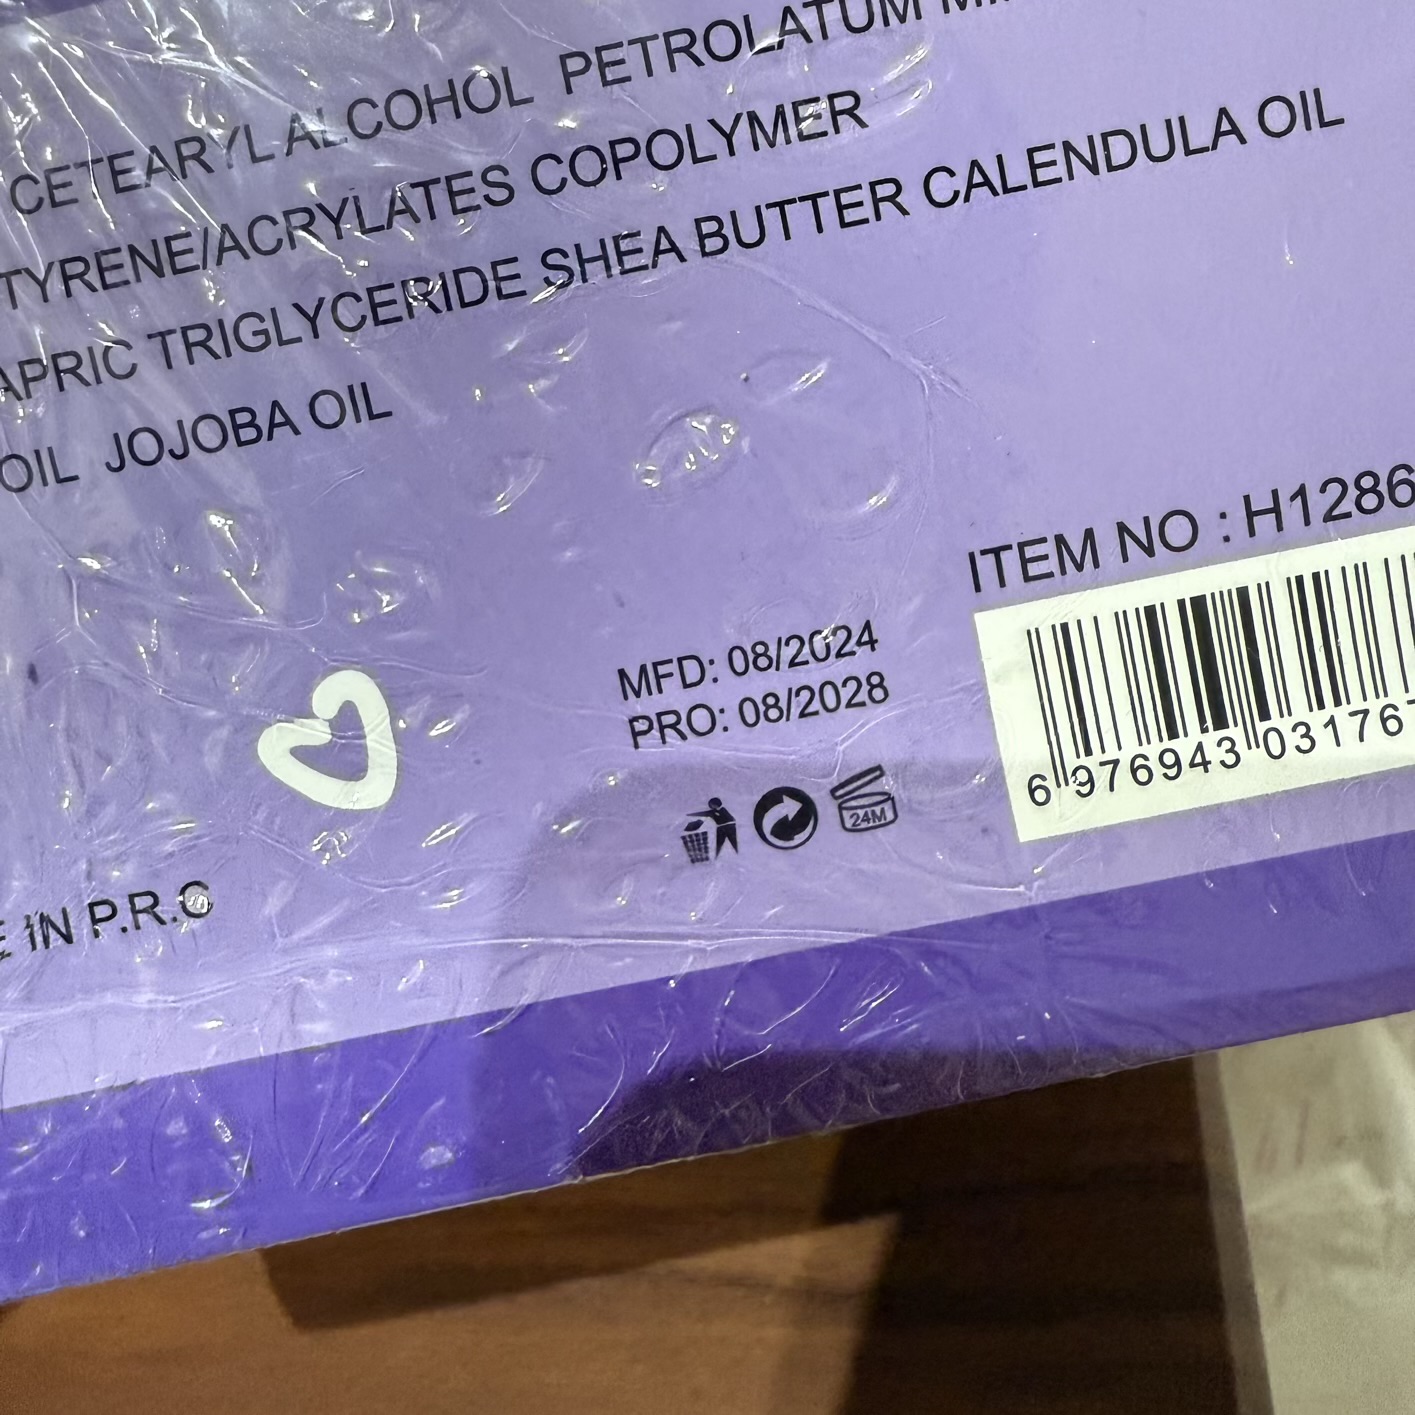 CETEARYL ALCOHOL PETROLATUM
TYRENE/ACRYLATES COPOLYMER
APRIC TRIGLYCERIDE SHEA BUTTER CALENDULA OIL
OIL JOJOBA OIL
ITEM NO : H1286
MFD: 08/2024
PRO: 08/2028
24M
6 976943 03176
E IN P.R.C